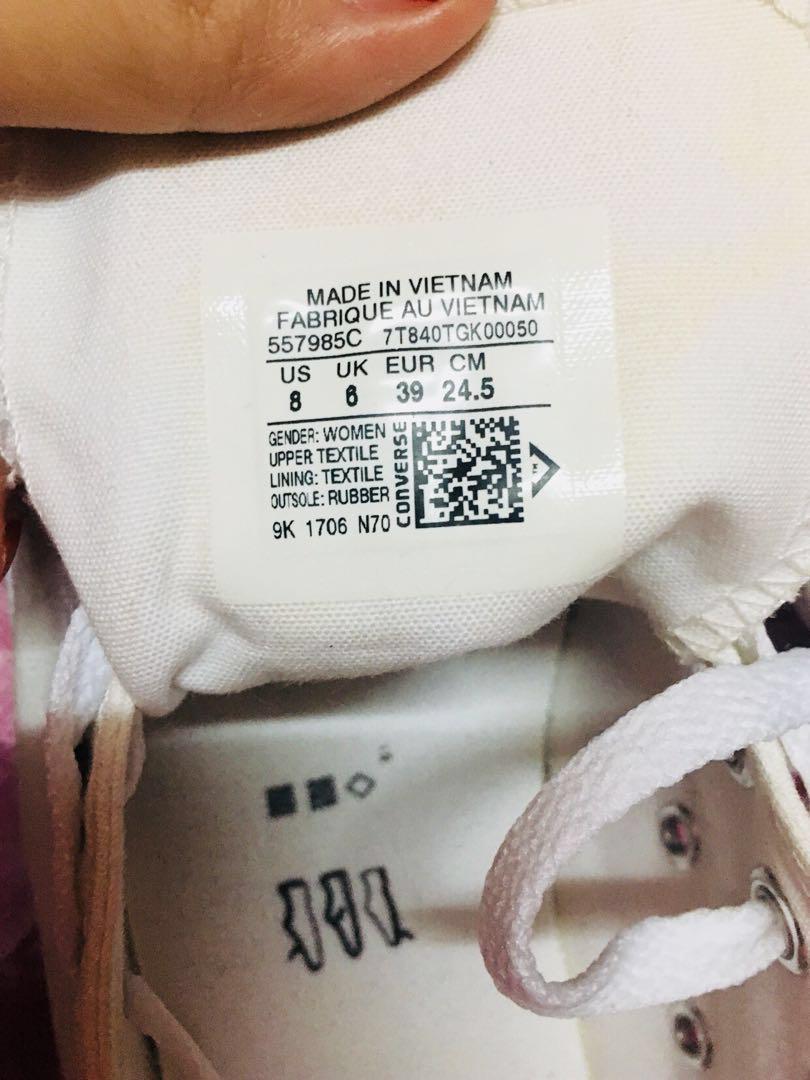 MADE IN VIETNAM
FABRIQUE AU VIETNAM
557985C 7T840TGK00050
US UK EUR CM
8 6 39 24.5
GENDER: WOMEN
UPPER TEXTILE
LINING: TEXTILE
OUTSOLE: RUBBER
9K 1706 N70
CONVERSE
TM